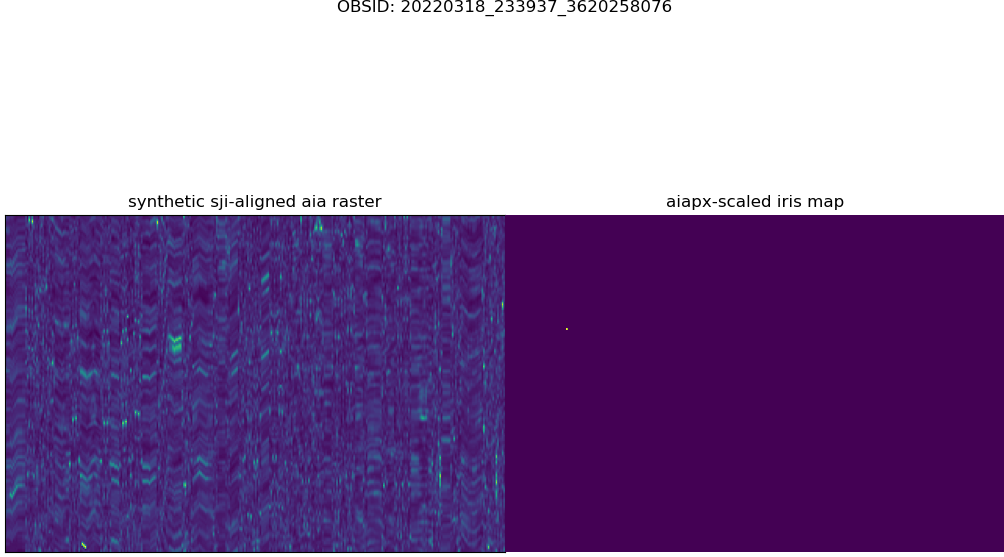 OBSID: 20220318_233937_3620258076
synthetic sji-aligned aia raster
aiapx-scaled iris map